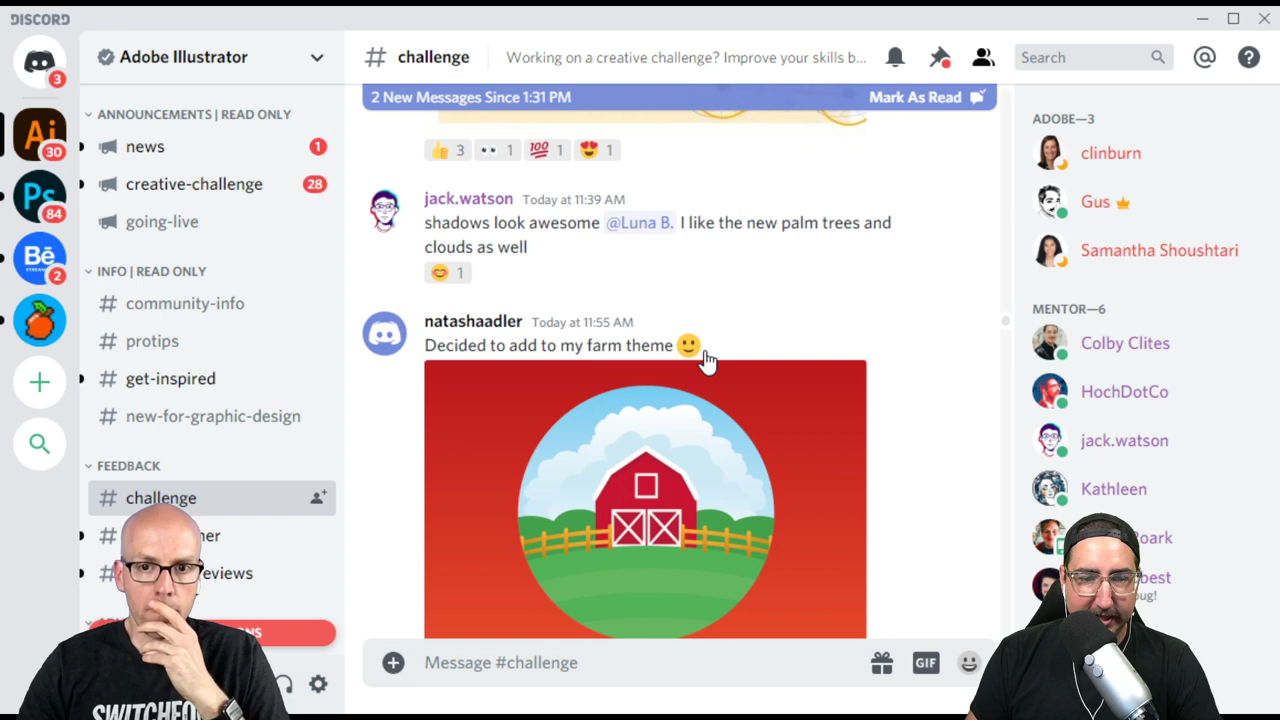 DISCORD
3
Ai
30
Ps
84
Bē
2
Adobe Illustrator
ANNOUNCEMENTS | READ ONLY
news
1
creative-challenge
28
going-live
INFO | READ ONLY
# community-info
# protips
# get-inspired
# new-for-graphic-design
FEEDBACK
# challenge
#
#
# challenge
Working on a creative challenge? Improve your skills b...
Search
@
?
2 New Messages Since 1:31 PM
Mark As Read
3
1
100
1
1
jack.watson Today at 11:39 AM
shadows look awesome @Luna B. I like the new palm trees and
clouds as well
1
natashaadler Today at 11:55 AM
Decided to add to my farm theme
Message #challenge
GIF
ADOBE—3
clinburn
Gus
Samantha Shoushtari
MENTOR—6
Colby Clites
HochDotCo
jack.watson
Kathleen